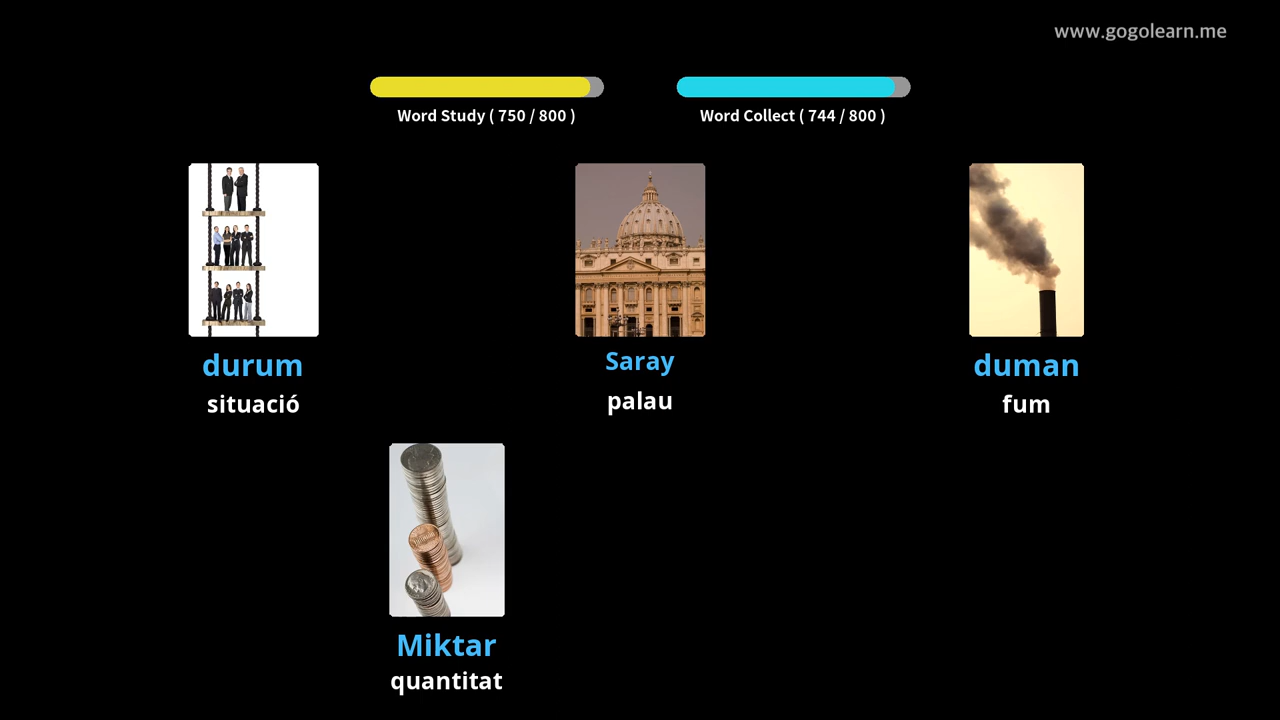 www.gogolearn.me
Word Study ( 750 / 800 )
Word Collect ( 744 / 800 )
durum
situació
Saray
palau
duman
fum
Miktar
quantitat